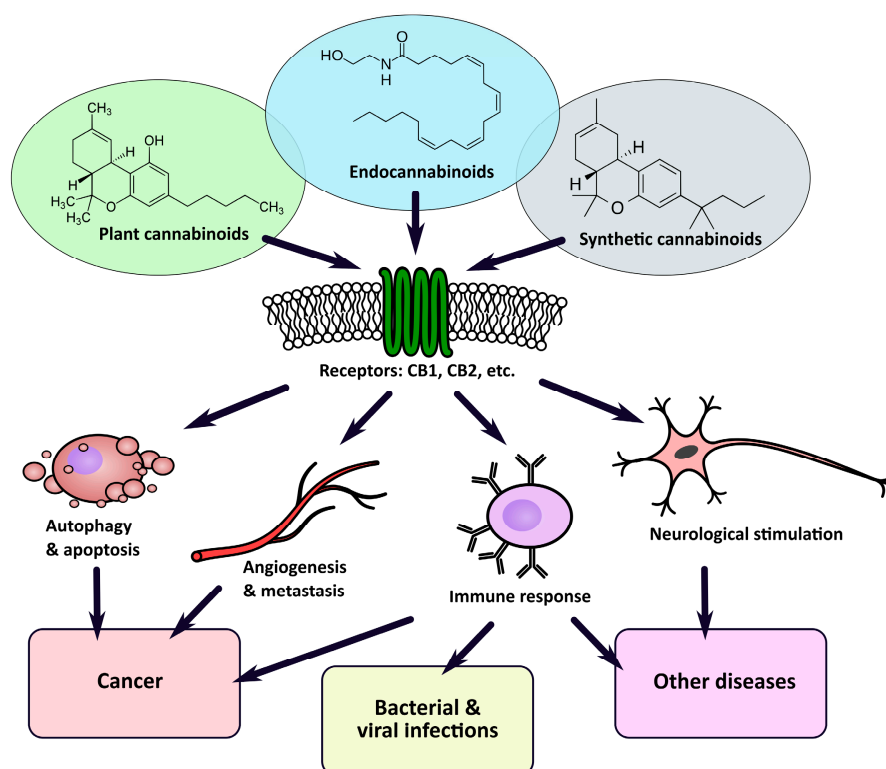 HO
N
H
O
Endocannabinoids
CH3
OH
H
H
H3C
H3C
O
CH3
Plant cannabinoids
H
H
O
Synthetic cannabinoids
Receptors: CB1, CB2, etc.
Autophagy
& apoptosis
Angiogenesis
& metastasis
Immune response
Neurological stimulation
Cancer
Bacterial &
viral infections
Other diseases